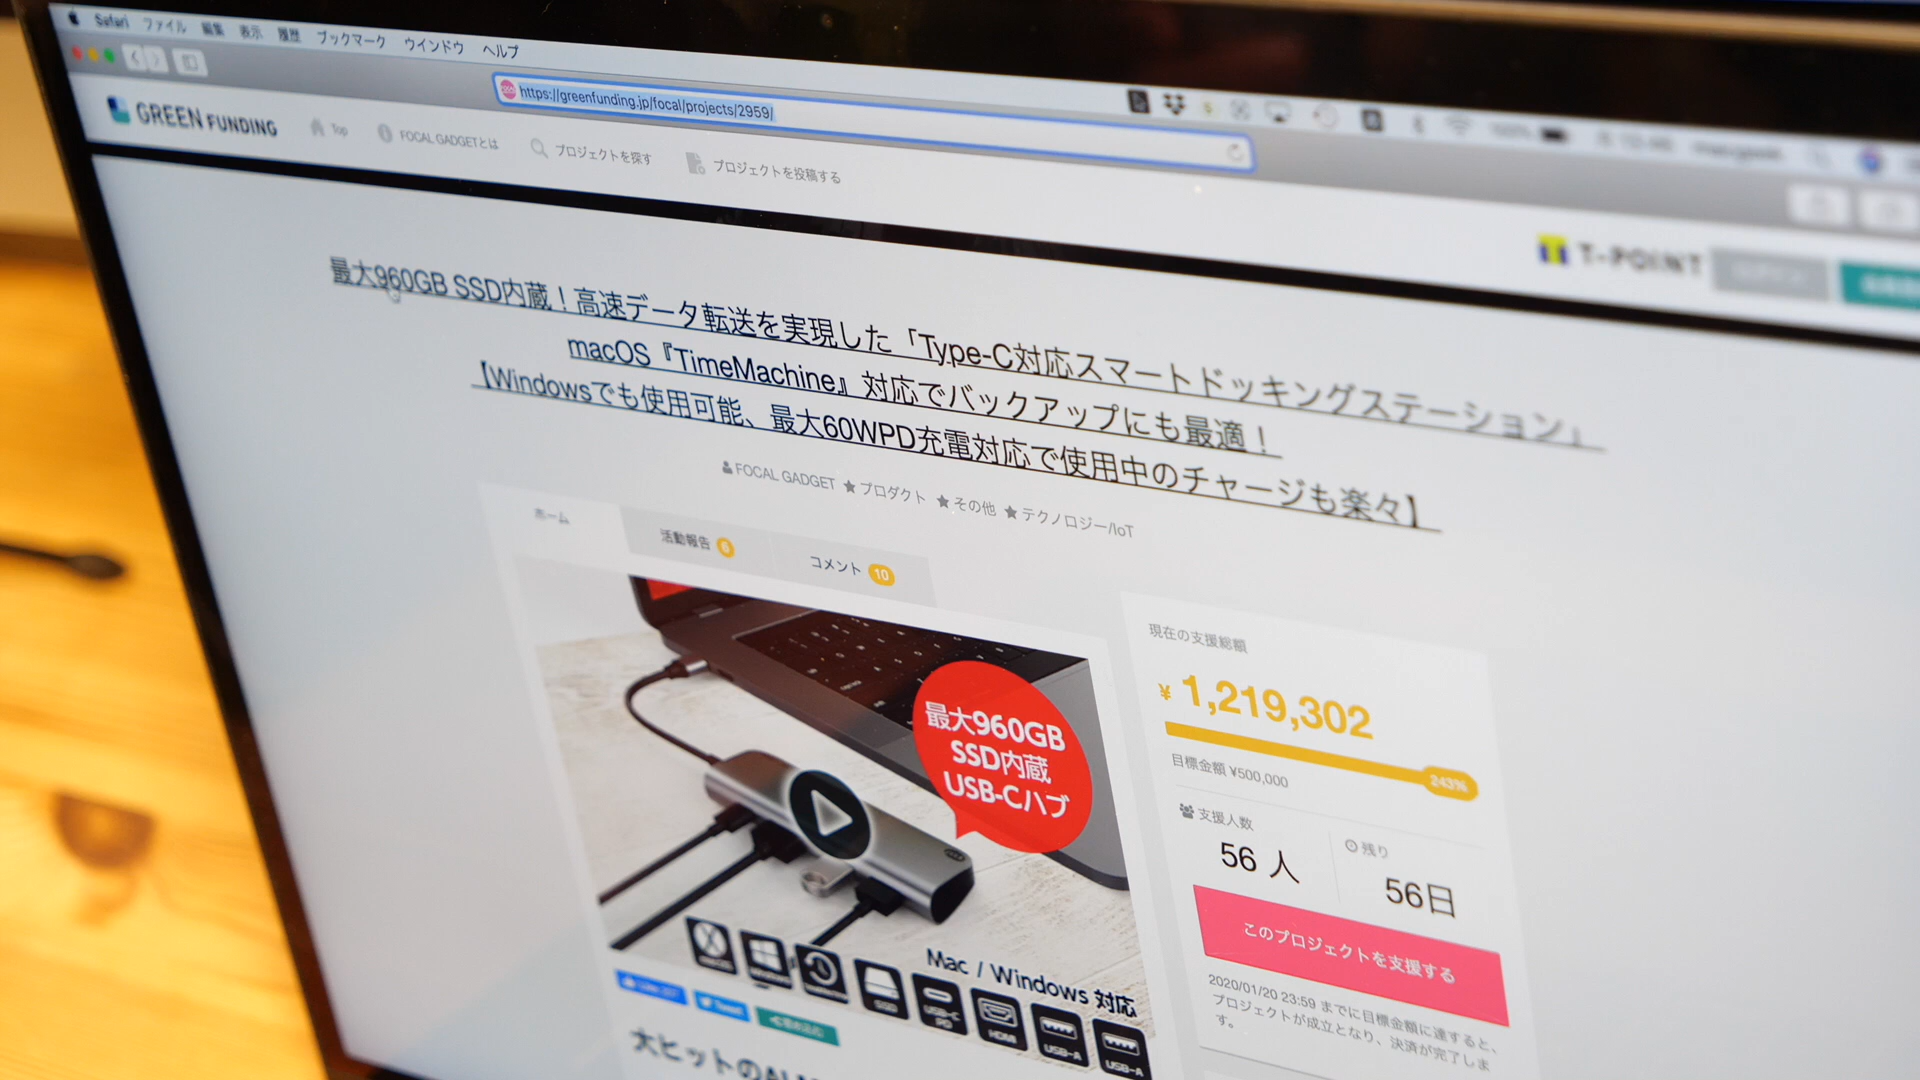 Safari ファイル 編集 表示 履歴 ブックマーク ウインドウ ヘルプ
https://greenfunding.jp/focal/projects/2959/
GREEN FUNDING
Top
FOCAL GADGETとは
プロジェクトを探す
プロジェクトを投稿する
T-POINT
最大960GB SSD内蔵！高速データ転送を実現した「Type-C対応スマートドッキングステーション」
macOS『TimeMachine』対応でバックアップにも最適！
【Windowsでも使用可能、最大60WPD充電対応で使用中のチャージも楽々】
FOCAL GADGET ★ プロダクト ★ その他 ★ テクノロジー/IoT
ホーム
活動報告 6
コメント 10
最大960GB
SSD内蔵
USB-Cハブ
Mac / Windows 対応
SSD
USB-C
PD
HDMI
USB-A
USB-A
Tweet
現在の支援総額
¥ 1,219,302
243%
目標金額 ¥500,000
支援人数
56 人
残り
56日
このプロジェクトを支援する
2020/01/20 23:59 までに目標金額に達すると、
プロジェクトが成立となり、決済が完了しま
す。
大ヒットの